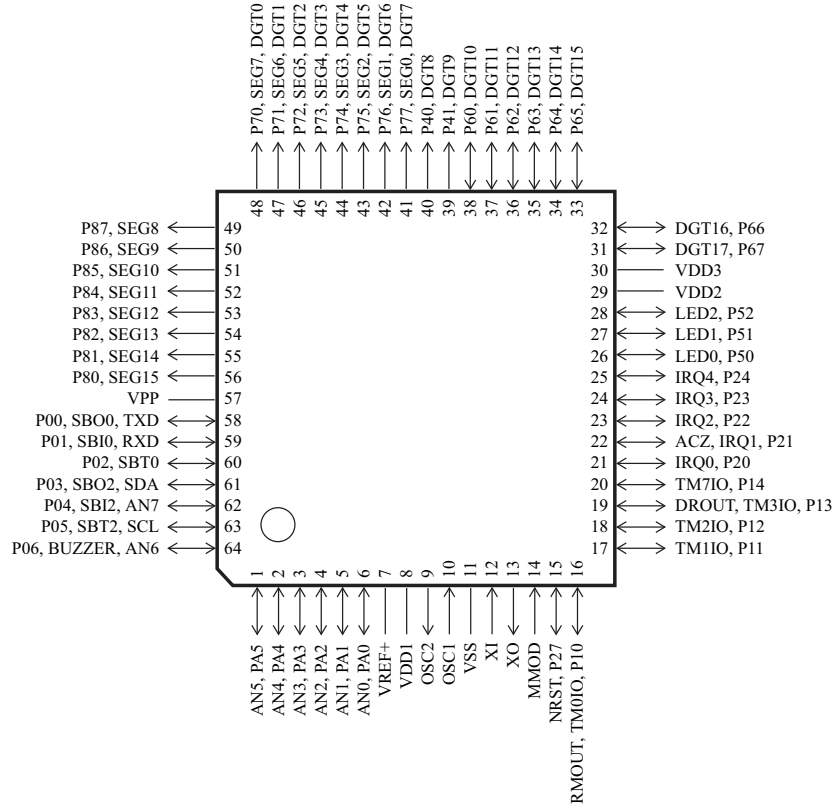 P70, SEG7, DGT0
P71, SEG6, DGT1
P72, SEG5, DGT2
P73, SEG4, DGT3
P74, SEG3, DGT4
P75, SEG2, DGT5
P76, SEG1, DGT6
P77, SEG0, DGT7
P40, DGT8
P41, DGT9
P60, DGT10
P61, DGT11
P62, DGT12
P63, DGT13
P64, DGT14
P65, DGT15
48 47 46 45 44 43 42 41 40 39 38 37 36 35 34 33
P87, SEG8 49
P86, SEG9 50
P85, SEG10 51
P84, SEG11 52
P83, SEG12 53
P82, SEG13 54
P81, SEG14 55
P80, SEG15 56
VPP 57
P00, SBO0, TXD 58
P01, SBI0, RXD 59
P02, SBT0 60
P03, SBO2, SDA 61
P04, SBI2, AN7 62
P05, SBT2, SCL 63
P06, BUZZER, AN6 64
32 DGT16, P66
31 DGT17, P67
30 VDD3
29 VDD2
28 LED2, P52
27 LED1, P51
26 LED0, P50
25 IRQ4, P24
24 IRQ3, P23
23 IRQ2, P22
22 ACZ, IRQ1, P21
21 IRQ0, P20
20 TM7IO, P14
19 DROUT, TM3IO, P13
18 TM2IO, P12
17 TM1IO, P11
1 2 3 4 5 6 7 8 9 10 11 12 13 14 15 16
AN5, PA5
AN4, PA4
AN3, PA3
AN2, PA2
AN1, PA1
AN0, PA0
VREF+
VDD1
OSC2
OSC1
VSS
XI
XO
MMOD
NRST, P27
RMOUT, TM0IO, P10